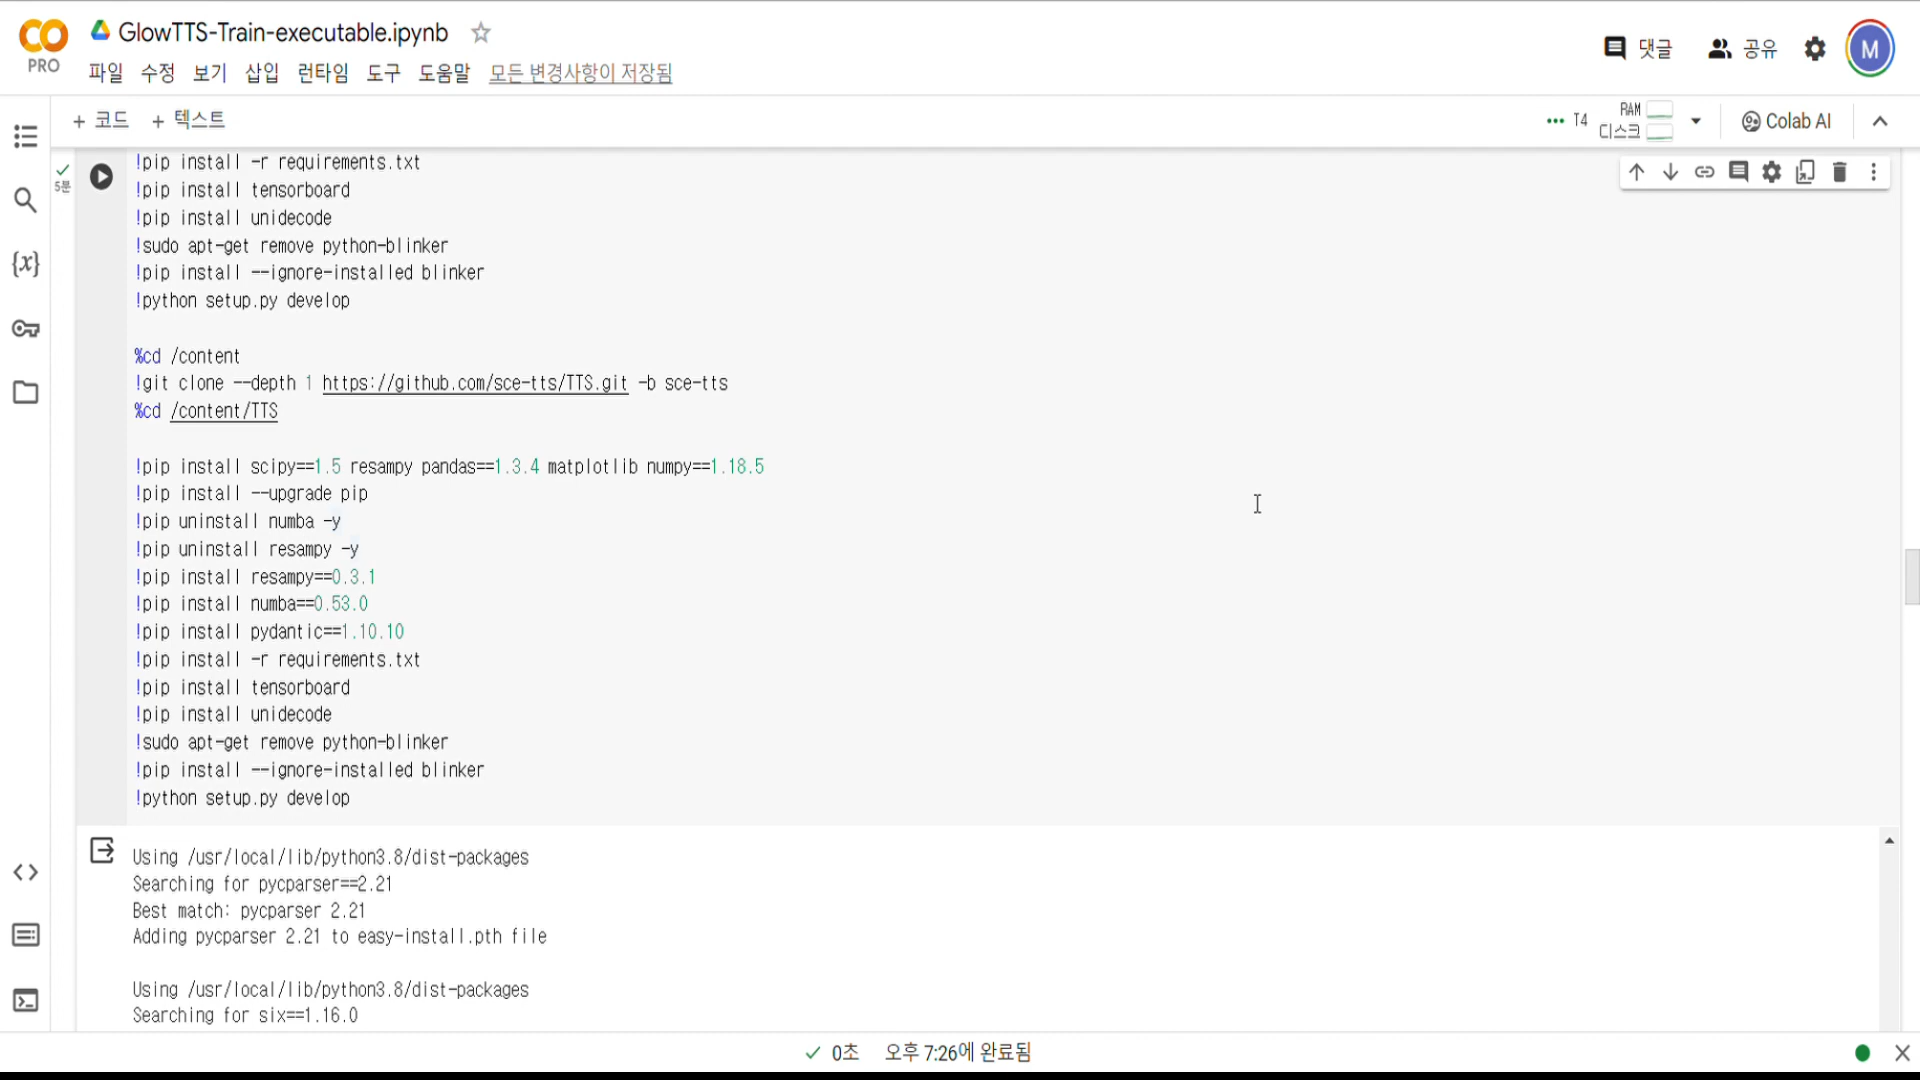 GlowTTS-Train-executable.ipynb
PRO
파일 수정 보기 삽입 런타임 도구 도움말 모든 변경사항이 저장됨
댓글 공유 M
+ 코드 + 텍스트
T4 RAM 디스크 Colab AI
5분
!pip install -r requirements.txt
!pip install tensorboard
!pip install unidecode
!sudo apt-get remove python-blinker
!pip install --ignore-installed blinker
!python setup.py develop
%cd /content
!git clone --depth 1 https://github.com/sce-tts/TTS.git -b sce-tts
%cd /content/TTS
!pip install scipy==1.5 resampy pandas==1.3.4 matplotlib numpy==1.18.5
!pip install --upgrade pip
!pip uninstall numba -y
!pip uninstall resampy -y
!pip install resampy==0.3.1
!pip install numba==0.53.0
!pip install pydantic==1.10.10
!pip install -r requirements.txt
!pip install tensorboard
!pip install unidecode
!sudo apt-get remove python-blinker
!pip install --ignore-installed blinker
!python setup.py develop
Using /usr/local/lib/python3.8/dist-packages
Searching for pycparser==2.21
Best match: pycparser 2.21
Adding pycparser 2.21 to easy-install.pth file
Using /usr/local/lib/python3.8/dist-packages
Searching for six==1.16.0
0초 오후 7:26에 완료됨